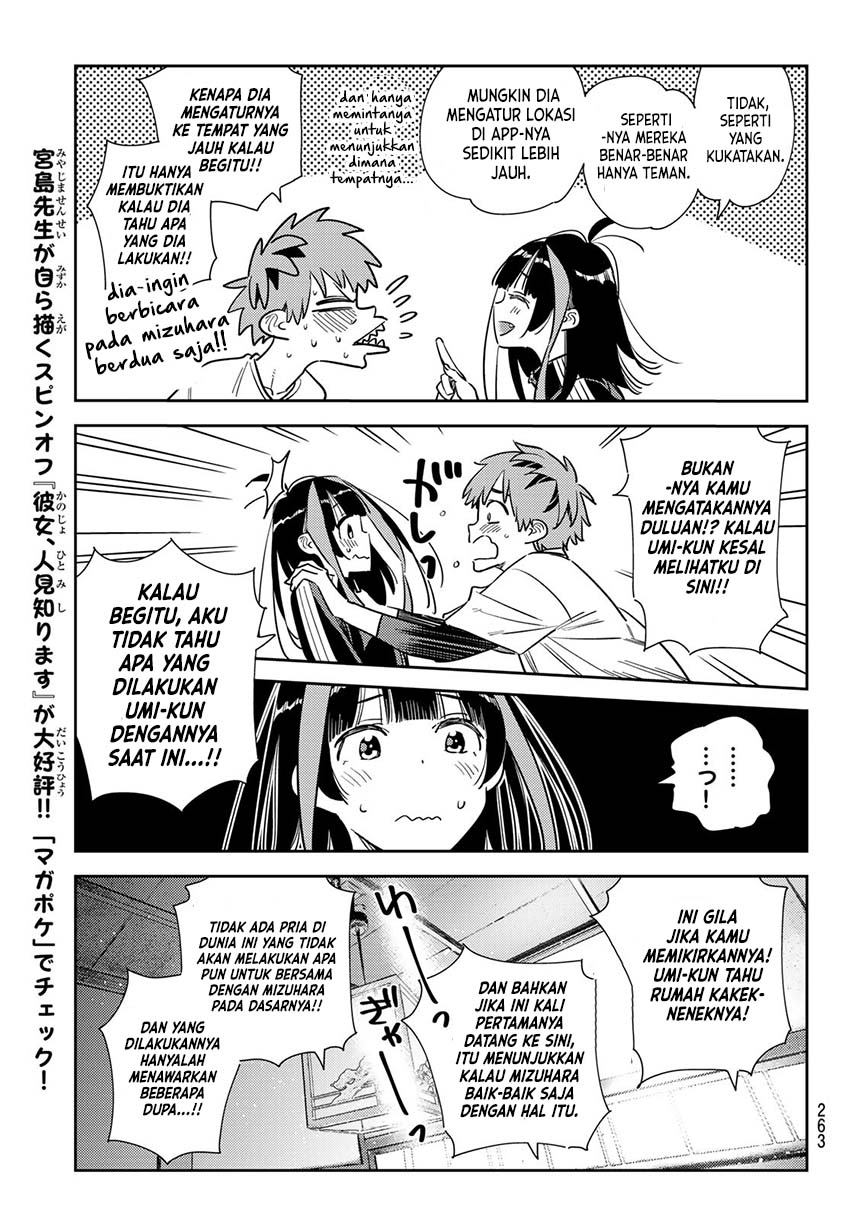 TIDAK,
SEPERTI
YANG
KUKATAKAN.
SEPERTI
-NYA MEREKA
BENAR-BENAR
HANYA TEMAN.
MUNGKIN DIA
MENGATUR LOKASI
DI APP-NYA
SEDIKIT LEBIH
JAUH.
dan hanya
memintanya
untuk
menunjukkan
dimana
tempatnya...
KENAPA DIA
MENGATURNYA
KE TEMPAT YANG
JAUH KALAU
BEGITU!!
ITU HANYA
MEMBUKTIKAN
KALAU DIA
TAHU APA
YANG DIA
LAKUKAN!!
dia ingin
berbicara
pada mizuhara
berdua saja!!
BUKAN
-NYA KAMU
MENGATAKANNYA
DULUAN!? KALAU
UMI-KUN KESAL
MELIHATKU DI
SINI!!
がしっ
KALAU
BEGITU, AKU
TIDAK TAHU
APA YANG
DILAKUKAN
UMI-KUN
DENGANNYA
SAAT INI...!!
……
…っ!
INI GILA
JIKA KAMU
MEMIKIRKANNYA!
UMI-KUN TAHU
RUMAH KAKEK-
NENEKNYA!
DAN BAHKAN
JIKA INI KALI
PERTAMANYA
DATANG KE SINI,
ITU MENUNJUKKAN
KALAU MIZUHARA
BAIK-BAIK SAJA
DENGAN HAL ITU.
わーー
ぎゃーー
TIDAK ADA PRIA DI
DUNIA INI YANG TIDAK
AKAN MELAKUKAN APA
PUN UNTUK BERSAMA
DENGAN MIZUHARA
PADA DASARNYA!!
DAN YANG
DILAKUKANNYA
HANYALAH
MENAWARKAN
BEBERAPA
DUPA...!!
宮島先生が自ら描くスピンオフ『彼女、人見知ります』が大好評!! 「マガポケ」でチェック!
みやじませんせい みずか えが かのじょ ひとみし だいこうひょう
263